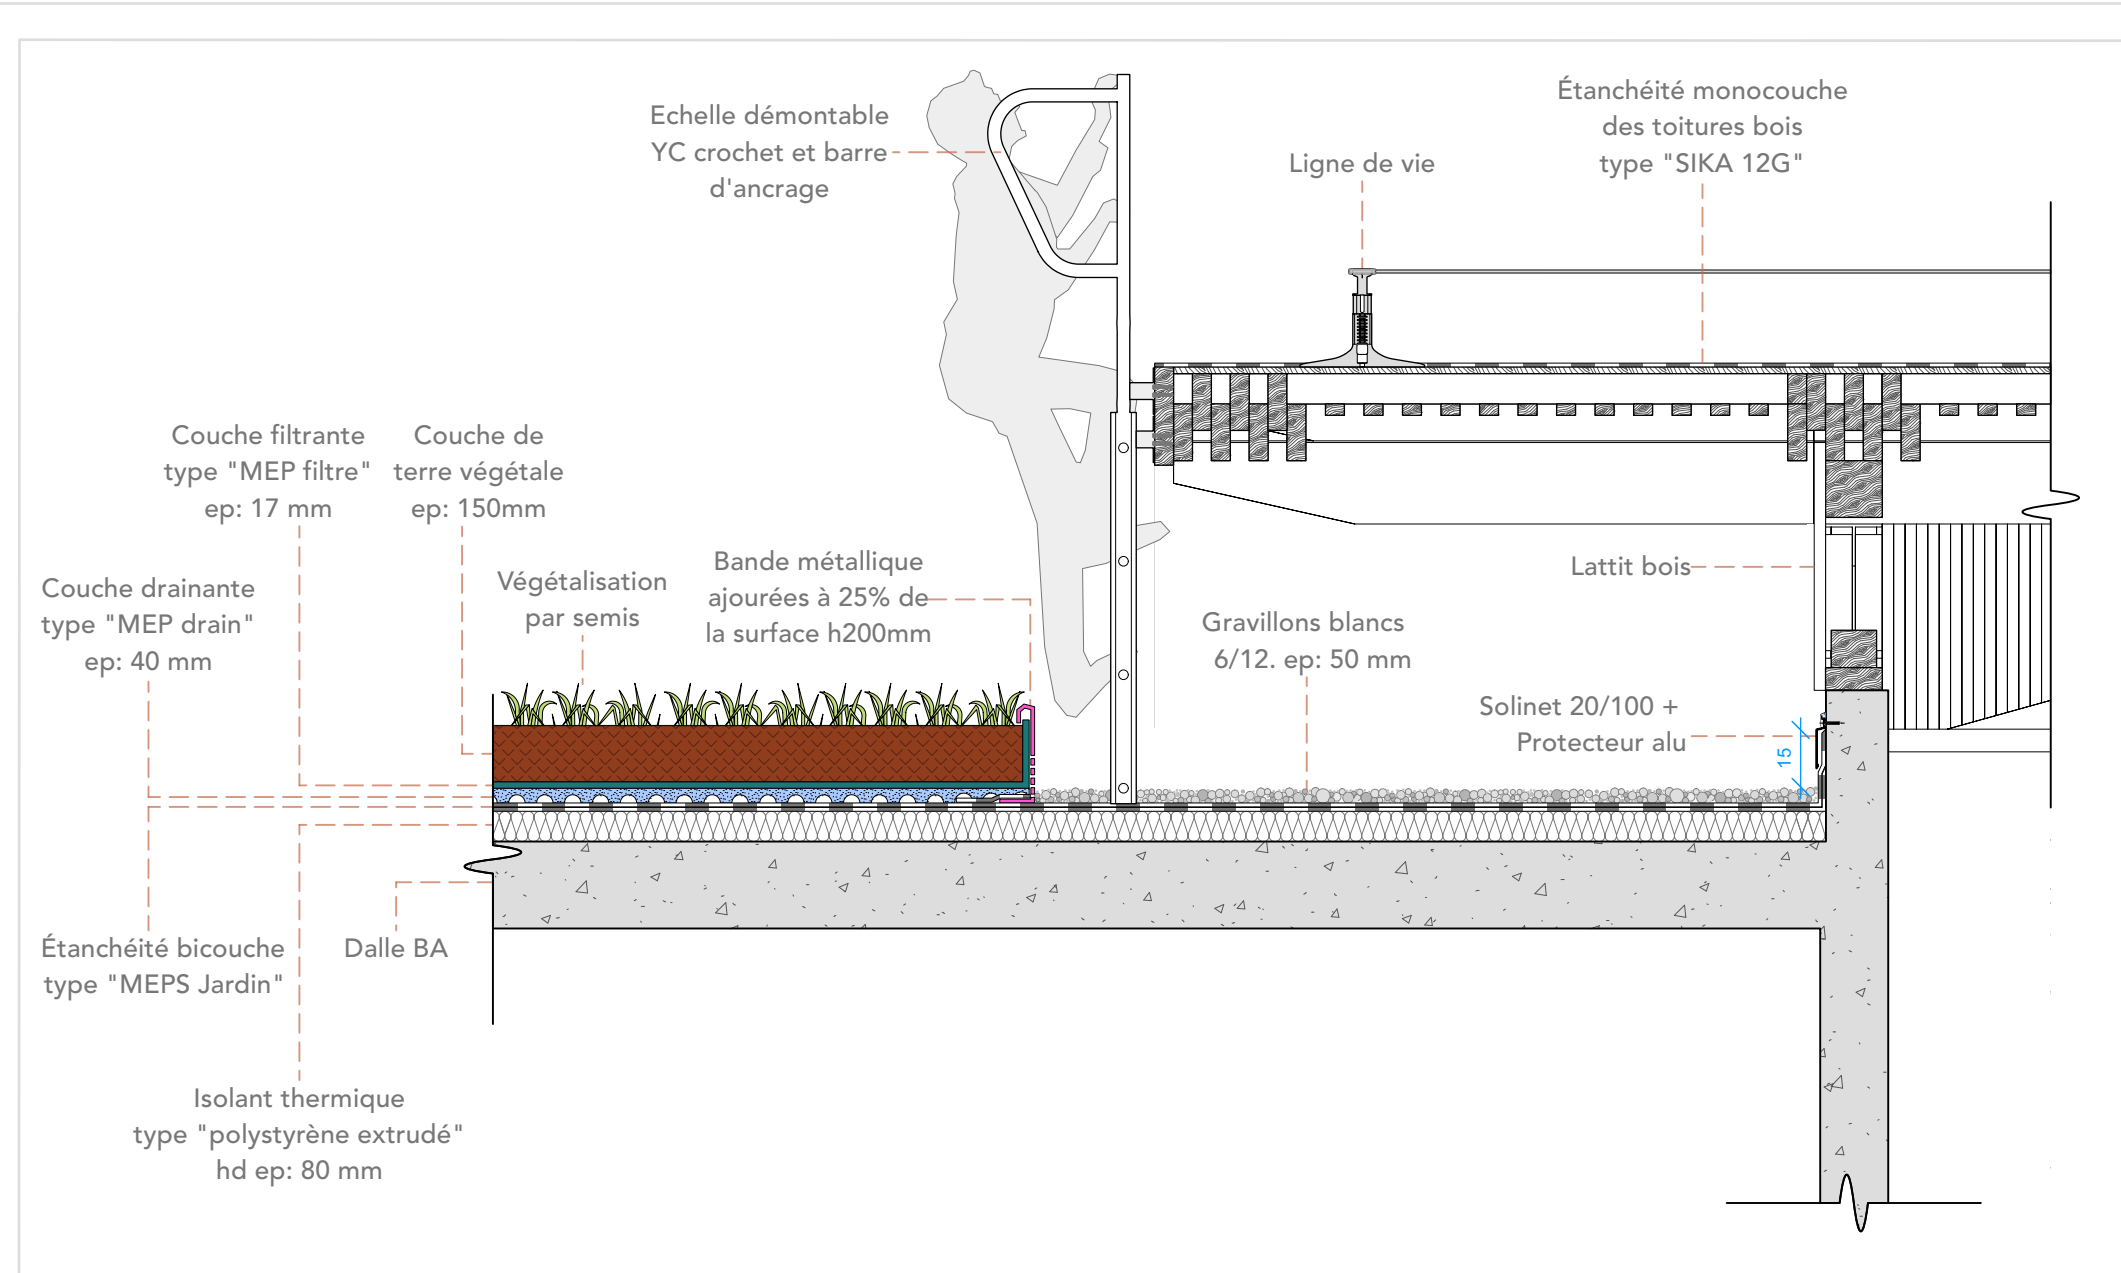 Echelle démontable
YC crochet et barre
d'ancrage
Ligne de vie
Étanchéité monocouche
des toitures bois
type "SIKA 12G"
Couche filtrante
type "MEP filtre"
ep: 17 mm
Couche de
terre végétale
ep: 150mm
Couche drainante
type "MEP drain"
ep: 40 mm
Végétalisation
par semis
Bande métallique
ajourées à 25% de
la surface h200mm
Gravillons blancs
6/12. ep: 50 mm
Lattit bois
Solinet 20/100 +
Protecteur alu
15
Étanchéité bicouche
type "MEPS Jardin"
Dalle BA
Isolant thermique
type "polystyrène extrudé"
hd ep: 80 mm